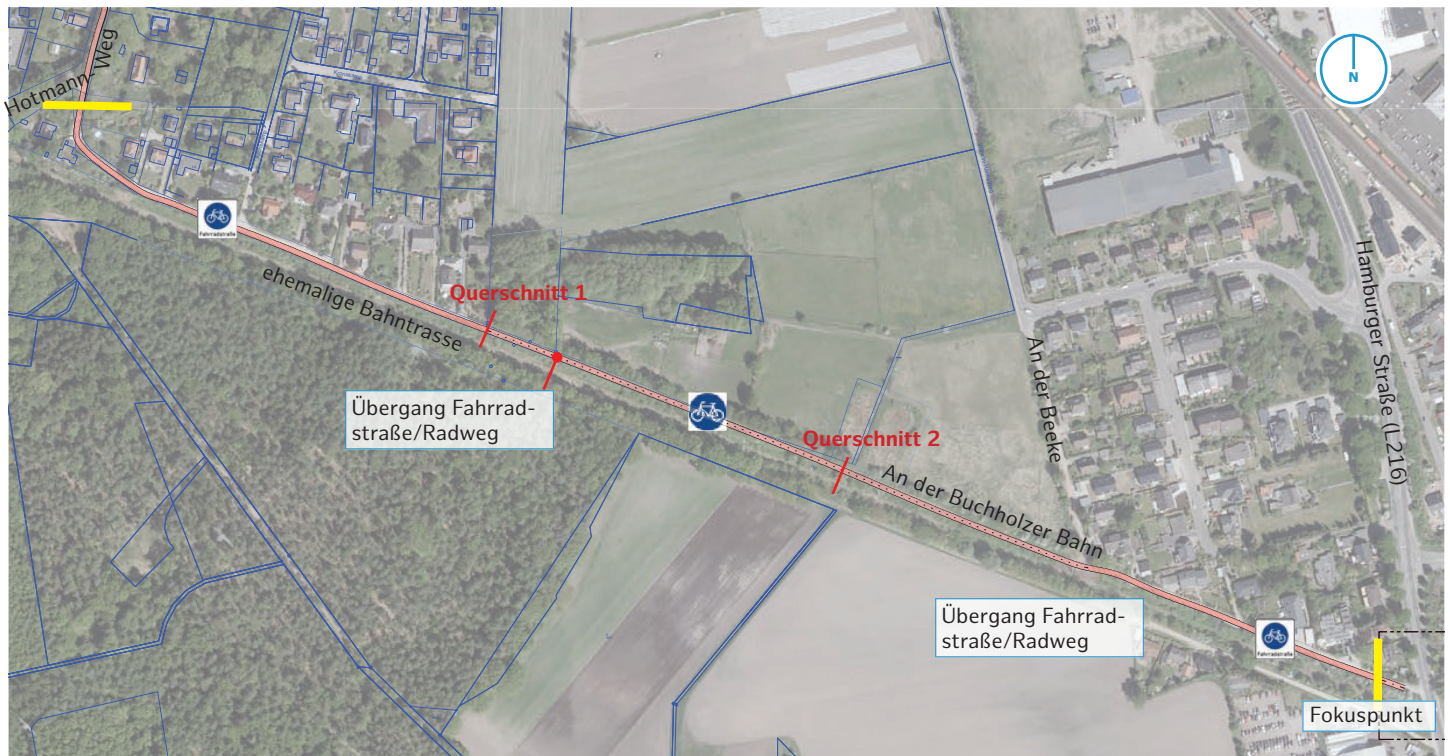 Hotmann-Weg
N
Fahrradstraße
ehemalige Bahntrasse
Querschnitt 1
Übergang Fahrrad-
straße/Radweg
Querschnitt 2
An der Buchholzer Bahn
An der Beeke
Hamburger Straße (L216)
Übergang Fahrrad-
straße/Radweg
Fahrradstraße
Fokuspunkt